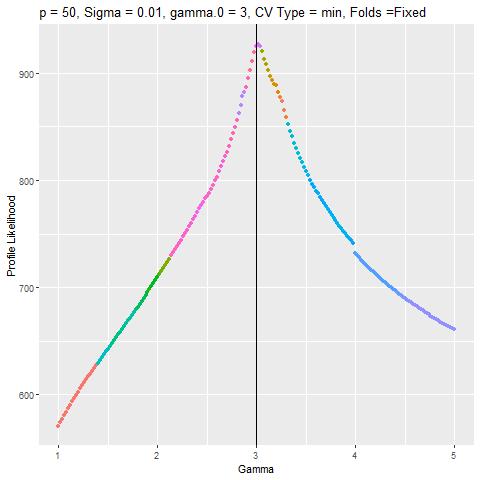 p = 50, Sigma = 0.01, gamma.0 = 3, CV Type = min, Folds =Fixed
Profile Likelihood
900
800
700
600
1 2 3 4 5
Gamma